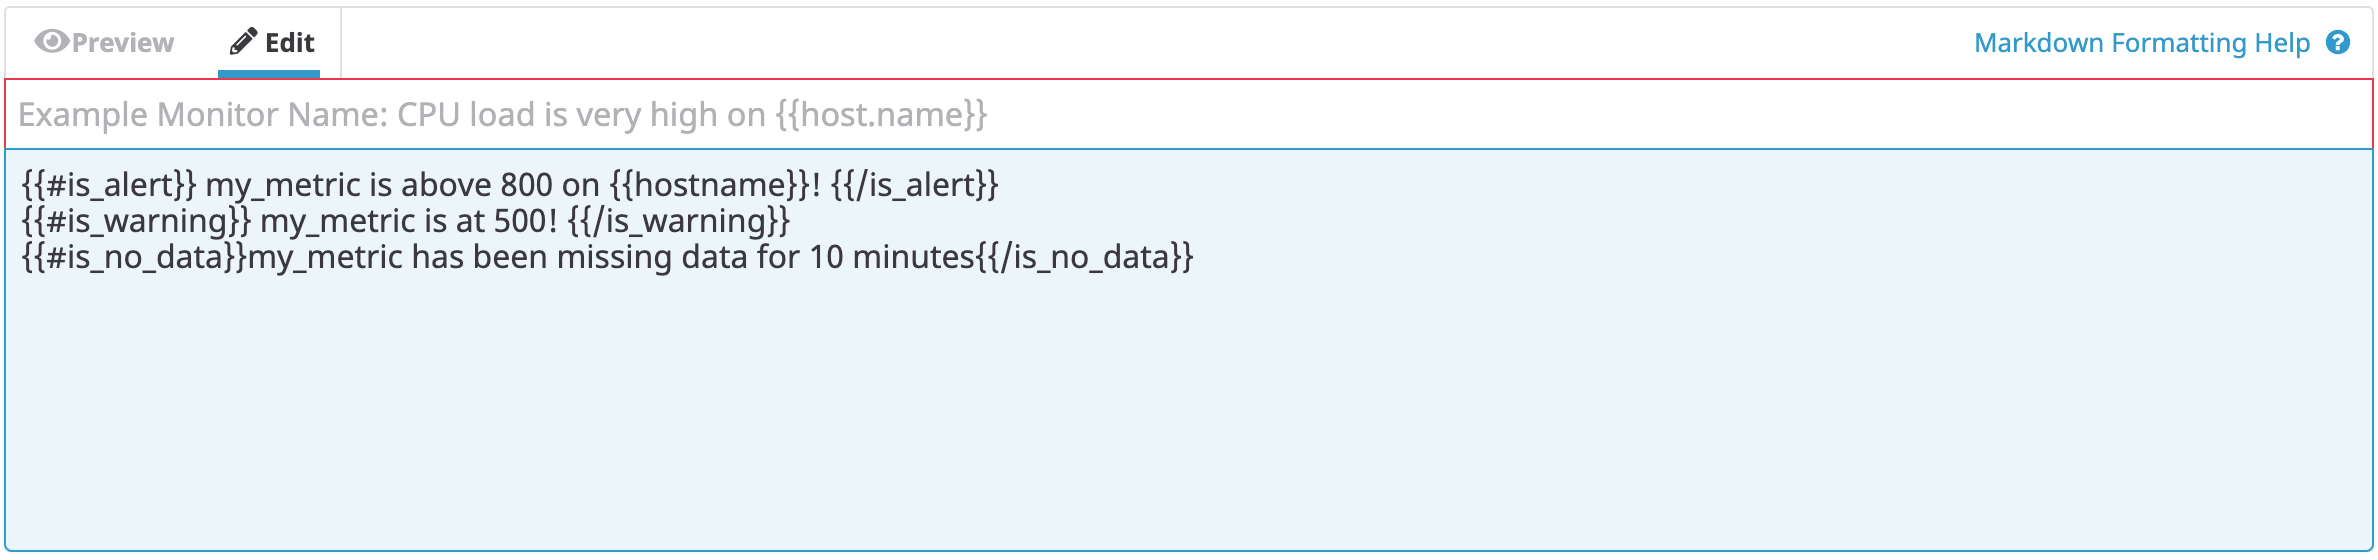 Preview Edit Markdown Formatting Help ?
Example Monitor Name: CPU load is very high on {{host.name}}
{{#is_alert}} my_metric is above 800 on {{hostname}}! {{/is_alert}}
{{#is_warning}} my_metric is at 500! {{/is_warning}}
{{#is_no_data}}my_metric has been missing data for 10 minutes{{/is_no_data}}